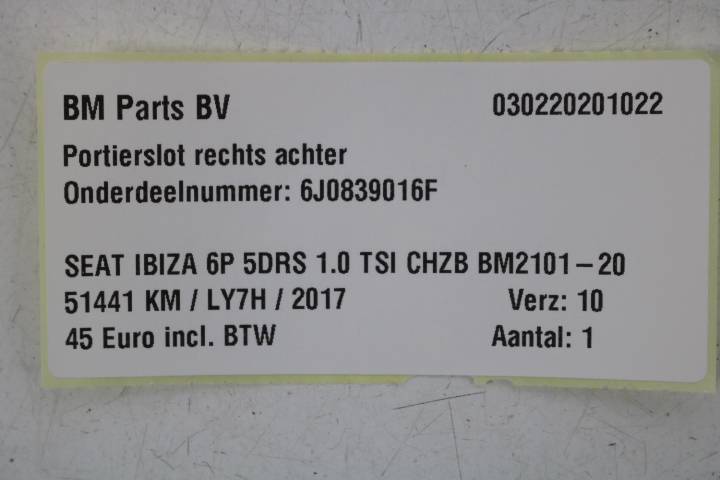 BM Parts BV 030220201022
Portierslot rechts achter
Onderdeelnummer: 6J0839016F
SEAT IBIZA 6P 5DRS 1.0 TSI CHZB BM2101-20
51441 KM / LY7H / 2017 Verz: 10
45 Euro incl. BTW Aantal: 1